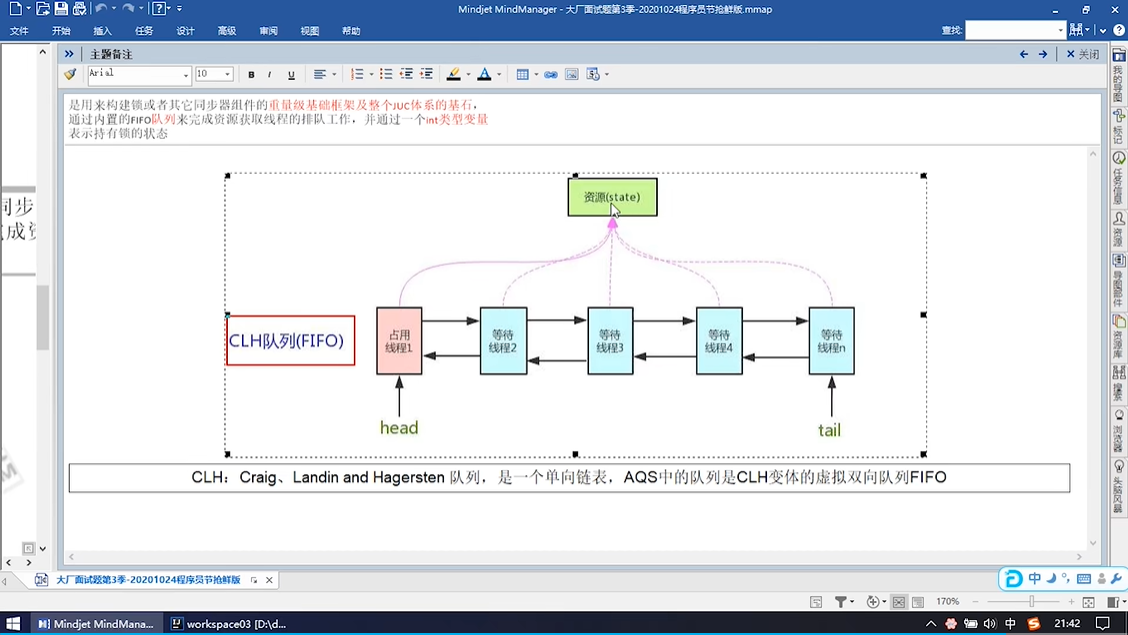 Mindjet MindManager - 大厂面试题第3季-20201024程序员节抢鲜版.mmap
文件 开始 插入 任务 设计 高级 审阅 视图 帮助 查找:
主题备注 关闭
Arial 10 B I U
是用来构建锁或者其它同步器组件的重量级基础框架及整个JUC体系的基石，
通过内置的FIFO队列来完成资源获取线程的排队工作，并通过一个int类型变量
表示持有锁的状态
同步
成资
资源(state)
CLH队列(FIFO)
占用
线程1
等待
线程2
等待
线程3
等待
线程4
等待
线程n
head
tail
CLH：Craig、Landin and Hagersten 队列，是一个单向链表，AQS中的队列是CLH变体的虚拟双向队列FIFO
我的导图
标记
任务信息
资源
导图部件
资源库
搜索
浏览器
头脑风暴
大厂面试题第3季-20201024程序员节抢鲜版
中
170%
Mindjet MindMana...
workspace03 [D:\d...
中
21:42